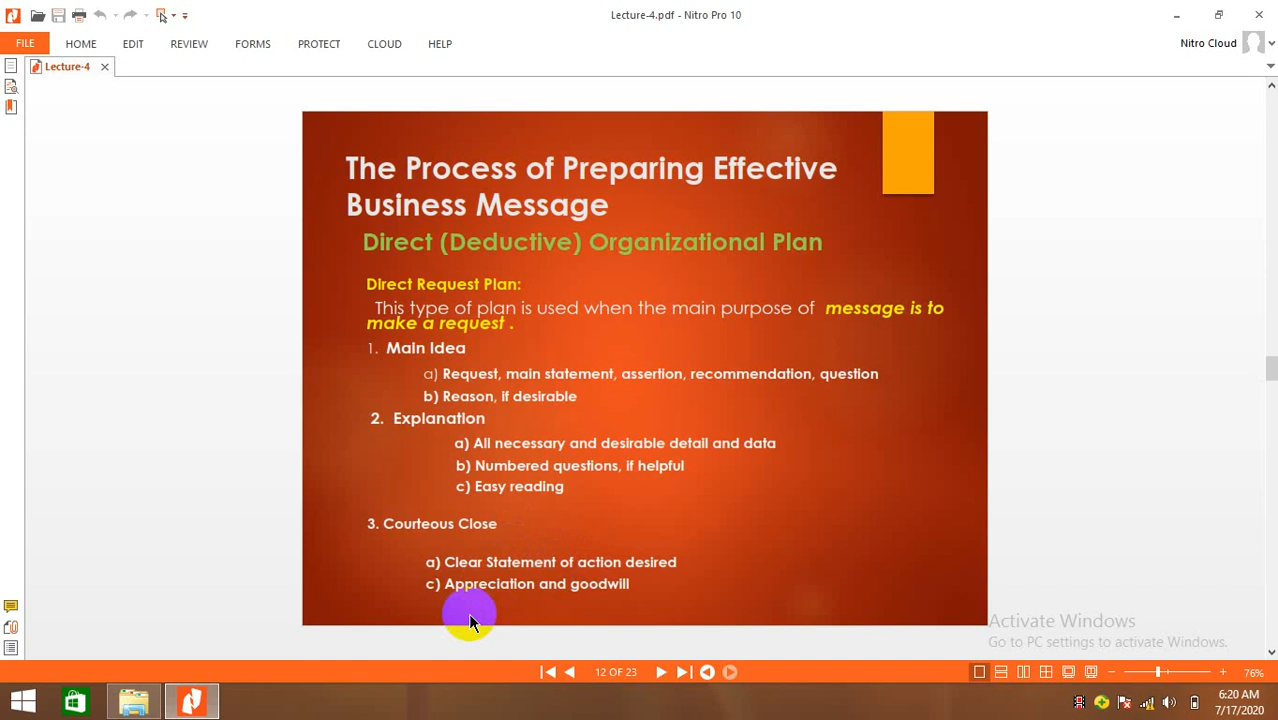 Lecture-4.pdf - Nitro Pro 10
FILE HOME EDIT REVIEW FORMS PROTECT CLOUD HELP
Nitro Cloud
Lecture-4
The Process of Preparing Effective
Business Message
Direct (Deductive) Organizational Plan
Direct Request Plan:
This type of plan is used when the main purpose of message is to
make a request .
1. Main Idea
a) Request, main statement, assertion, recommendation, question
b) Reason, if desirable
2. Explanation
a) All necessary and desirable detail and data
b) Numbered questions, if helpful
c) Easy reading
3. Courteous Close
a) Clear Statement of action desired
c) Appreciation and goodwill
Activate Windows
Go to PC settings to activate Windows.
12 OF 23
76%
6:20 AM
7/17/2020